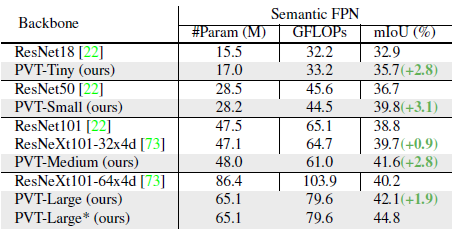 Backbone Semantic FPN
#Param (M) GFLOPs mIoU (%)
ResNet18 [22] 15.5 32.2 32.9
PVT-Tiny (ours) 17.0 33.2 35.7(+2.8)
ResNet50 [22] 28.5 45.6 36.7
PVT-Small (ours) 28.2 44.5 39.8(+3.1)
ResNet101 [22] 47.5 65.1 38.8
ResNeXt101-32x4d [73] 47.1 64.7 39.7(+0.9)
PVT-Medium (ours) 48.0 61.0 41.6(+2.8)
ResNeXt101-64x4d [73] 86.4 103.9 40.2
PVT-Large (ours) 65.1 79.6 42.1(+1.9)
PVT-Large* (ours) 65.1 79.6 44.8